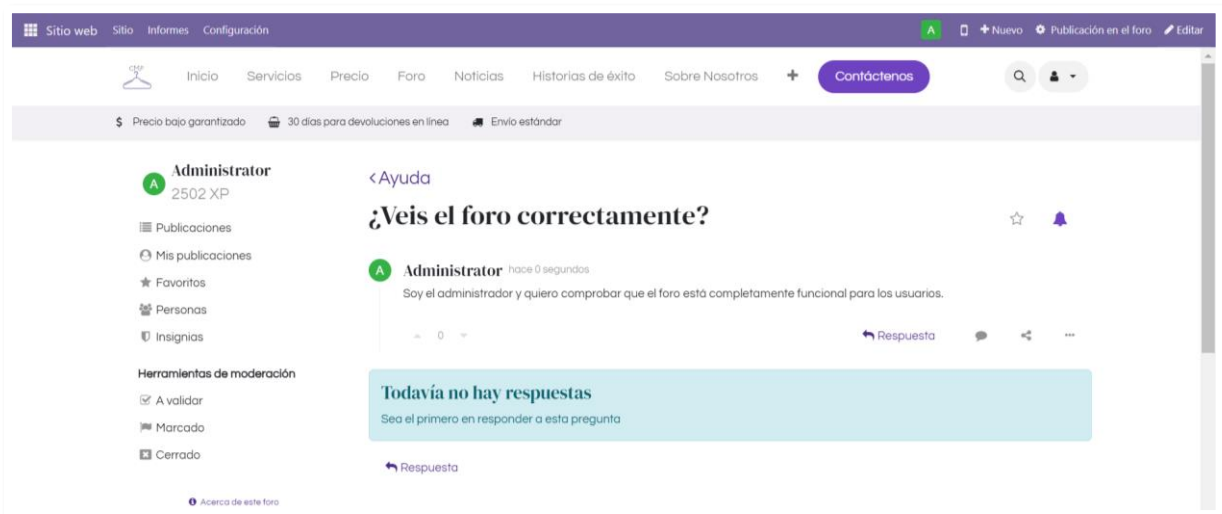 Sitio web Sitio Informes Configuración A Nuevo Publicación en el foro Editar
CMF Inicio Servicios Precio Foro Noticias Historias de éxito Sobre Nosotros + Contáctenos
$ Precio bajo garantizado 30 días para devoluciones en línea Envío estándar
A Administrator
2502 XP
Publicaciones
Mis publicaciones
Favoritos
Personas
Insignias
Herramientas de moderación
A validar
Marcado
Cerrado
Acerca de este foro
<Ayuda
¿Veis el foro correctamente?
A Administrator hace 0 segundos
Soy el administrador y quiero comprobar que el foro está completamente funcional para los usuarios.
0 Respuesta
Todavía no hay respuestas
Sea el primero en responder a esta pregunta
Respuesta